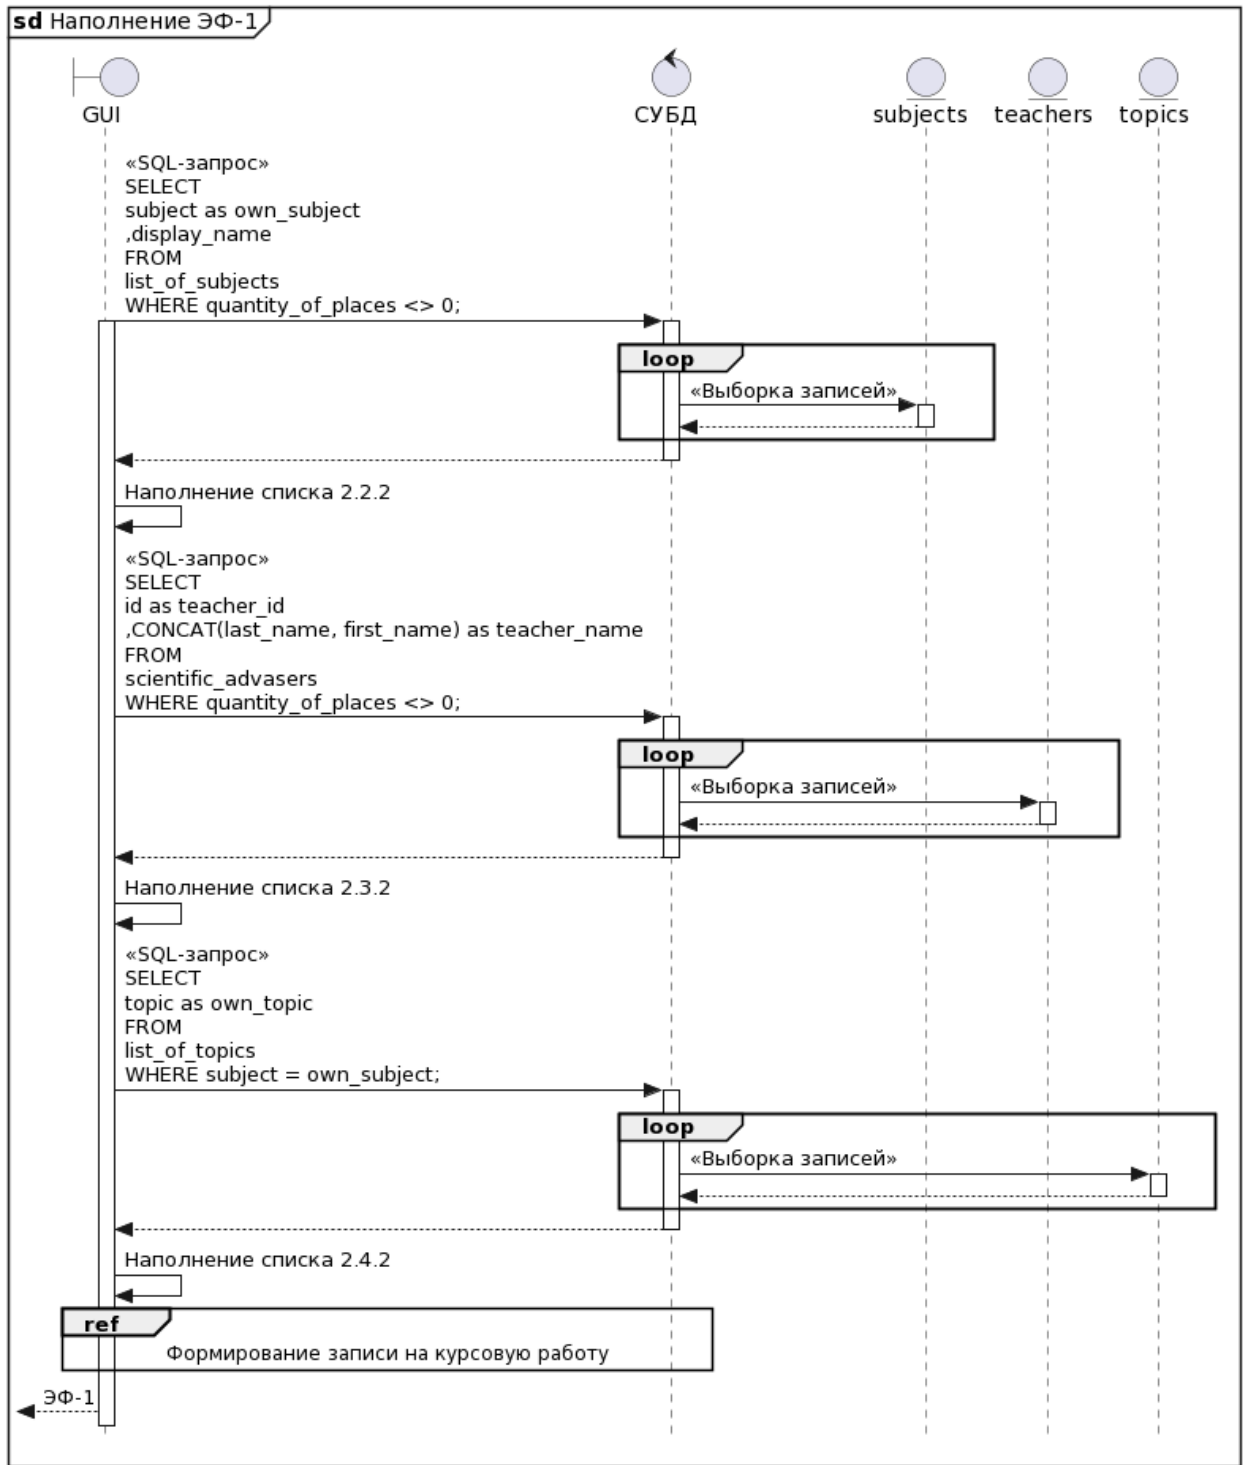 sd Наполнение ЭФ-1
GUI
СУБД
subjects
teachers
topics
«SQL-запрос»
SELECT
subject as own_subject
,display_name
FROM
list_of_subjects
WHERE quantity_of_places <> 0;
loop
«Выборка записей»
Наполнение списка 2.2.2
«SQL-запрос»
SELECT
id as teacher_id
,CONCAT(last_name, first_name) as teacher_name
FROM
scientific_advasers
WHERE quantity_of_places <> 0;
loop
«Выборка записей»
Наполнение списка 2.3.2
«SQL-запрос»
SELECT
topic as own_topic
FROM
list_of_topics
WHERE subject = own_subject;
loop
«Выборка записей»
Наполнение списка 2.4.2
ref
Формирование записи на курсовую работу
ЭФ-1